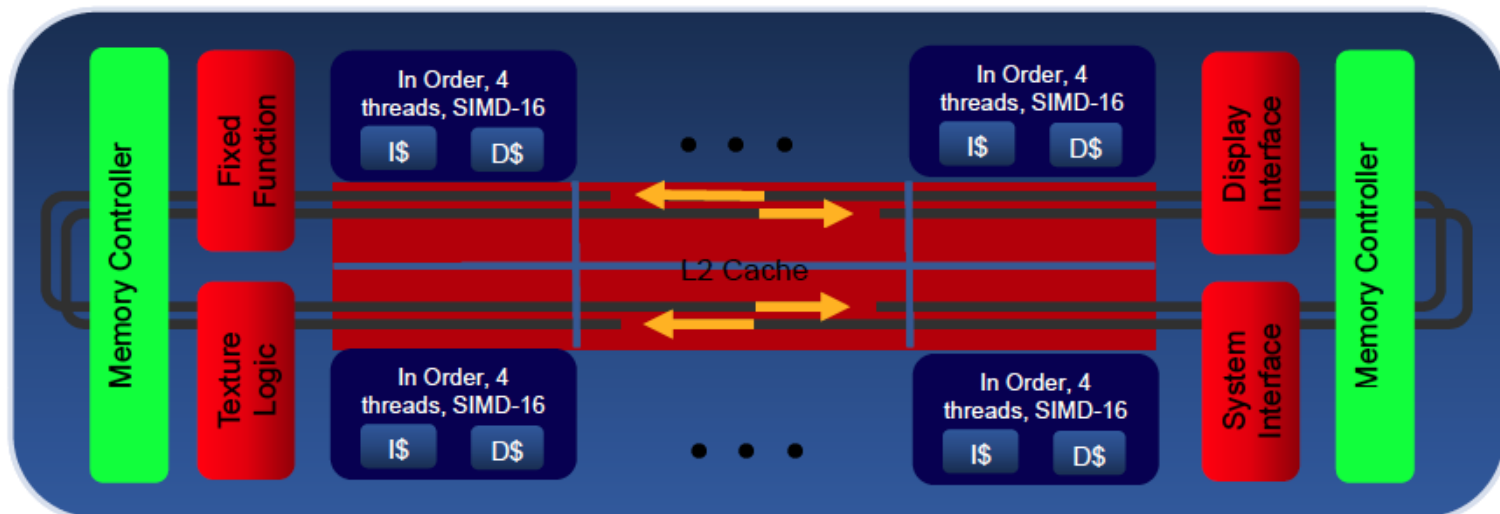 Memory Controller
Fixed
Function
In Order, 4
threads, SIMD-16
I$ D$
In Order, 4
threads, SIMD-16
I$ D$
Display
Interface
Memory Controller
L2 Cache
Texture
Logic
In Order, 4
threads, SIMD-16
I$ D$
In Order, 4
threads, SIMD-16
I$ D$
System
Interface